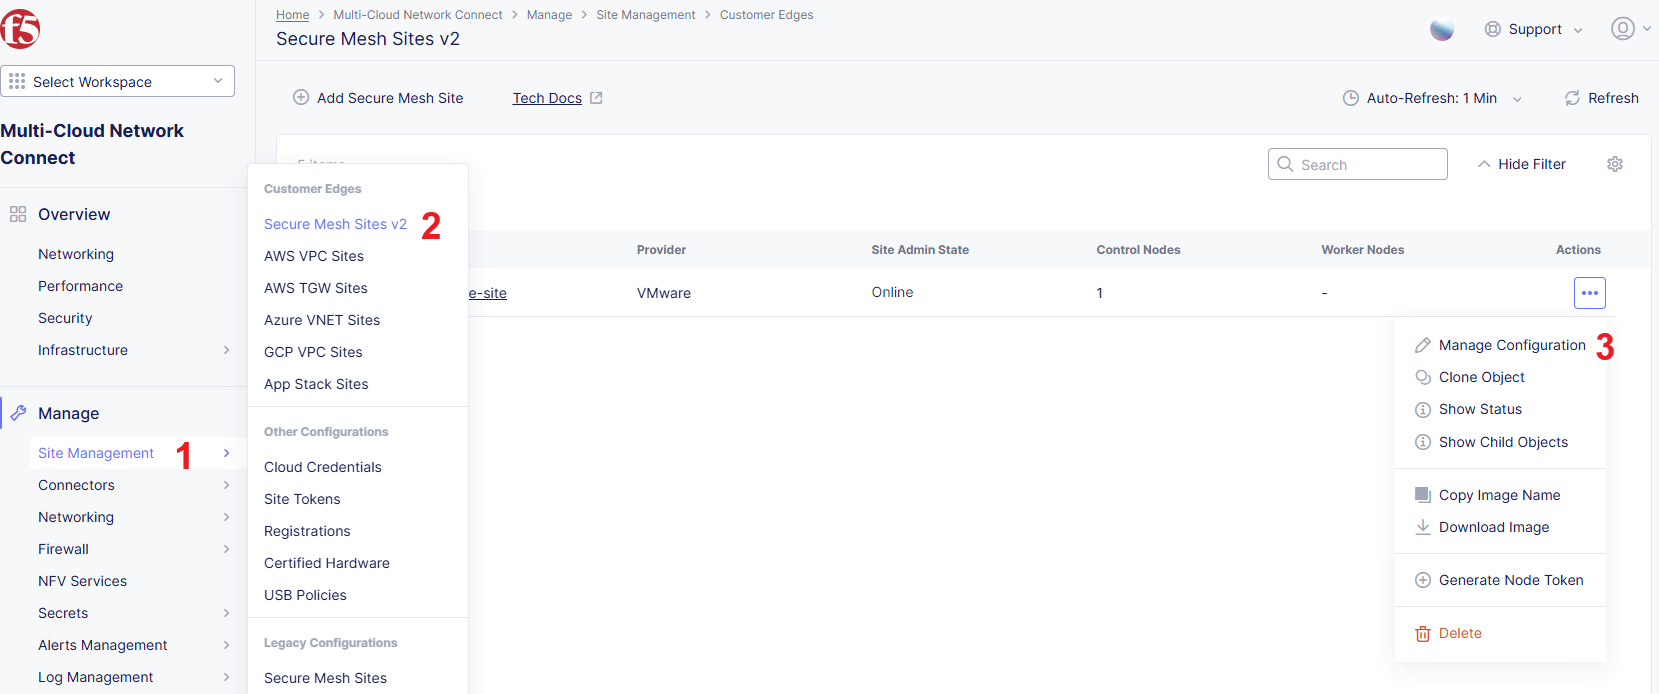 f5
Home > Multi-Cloud Network Connect > Manage > Site Management > Customer Edges
Secure Mesh Sites v2
Support
Select Workspace
Add Secure Mesh Site
Tech Docs
Auto-Refresh: 1 Min
Refresh
Multi-Cloud Network
Connect
Search
Hide Filter
Overview
Networking
Performance
Security
Infrastructure
Manage
Site Management 1
Connectors
Networking
Firewall
NFV Services
Secrets
Alerts Management
Log Management
Customer Edges
Secure Mesh Sites v2 2
AWS VPC Sites
AWS TGW Sites
Azure VNET Sites
GCP VPC Sites
App Stack Sites
Other Configurations
Cloud Credentials
Site Tokens
Registrations
Certified Hardware
USB Policies
Legacy Configurations
Secure Mesh Sites
Provider Site Admin State Control Nodes Worker Nodes Actions
e-site VMware Online 1 -
Manage Configuration 3
Clone Object
Show Status
Show Child Objects
Copy Image Name
Download Image
Generate Node Token
Delete